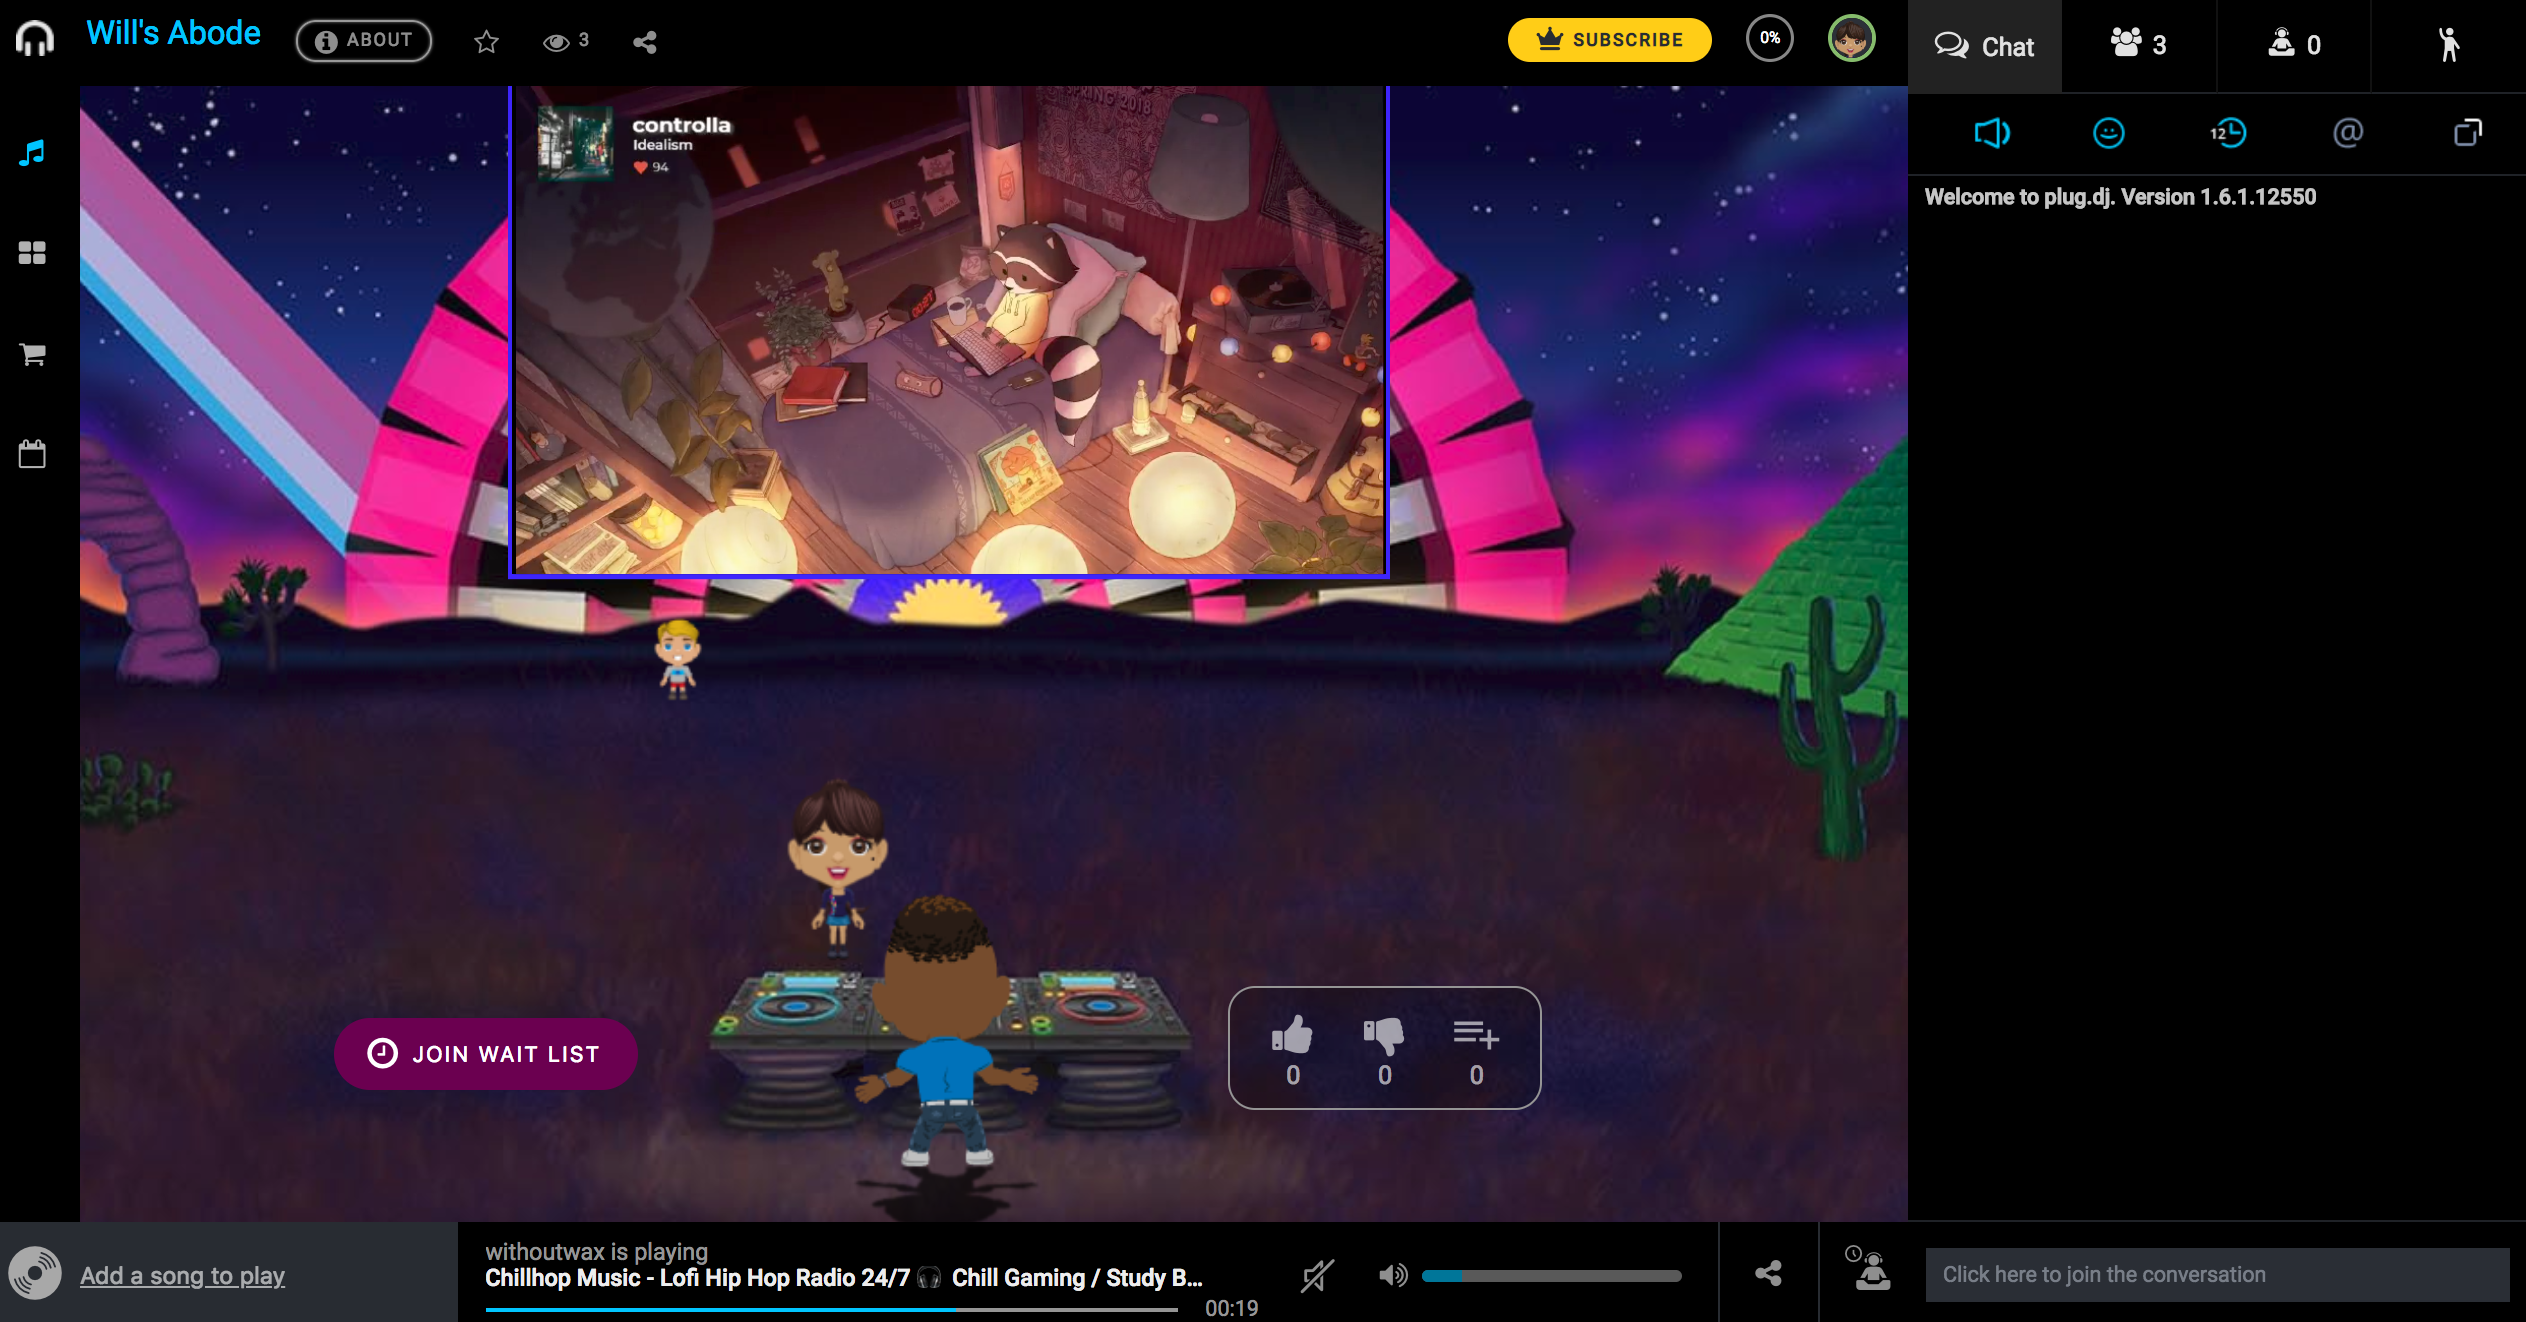 Will's Abode
ABOUT
3
SUBSCRIBE
0%
Chat
3
0
12
@
Welcome to plug.dj. Version 1.6.1.12550
SPRING 2018
controlla
Idealism
94
JOIN WAIT LIST
0
0
0
Add a song to play
withoutwax is playing
Chillhop Music - Lofi Hip Hop Radio 24/7 🎧 Chill Gaming / Study B...
00:19
Click here to join the conversation